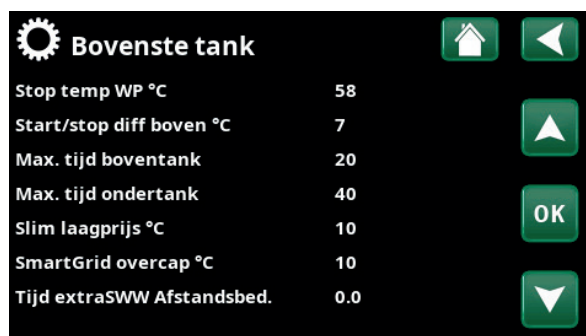 Bovenste tank
Stop temp WP °C 58
Start/stop diff boven °C 7
Max. tijd boventank 20
Max. tijd ondertank 40
Slim laagprijs °C 10
SmartGrid overcap °C 10
Tijd extraSWW Afstandsbed. 0.0
OK